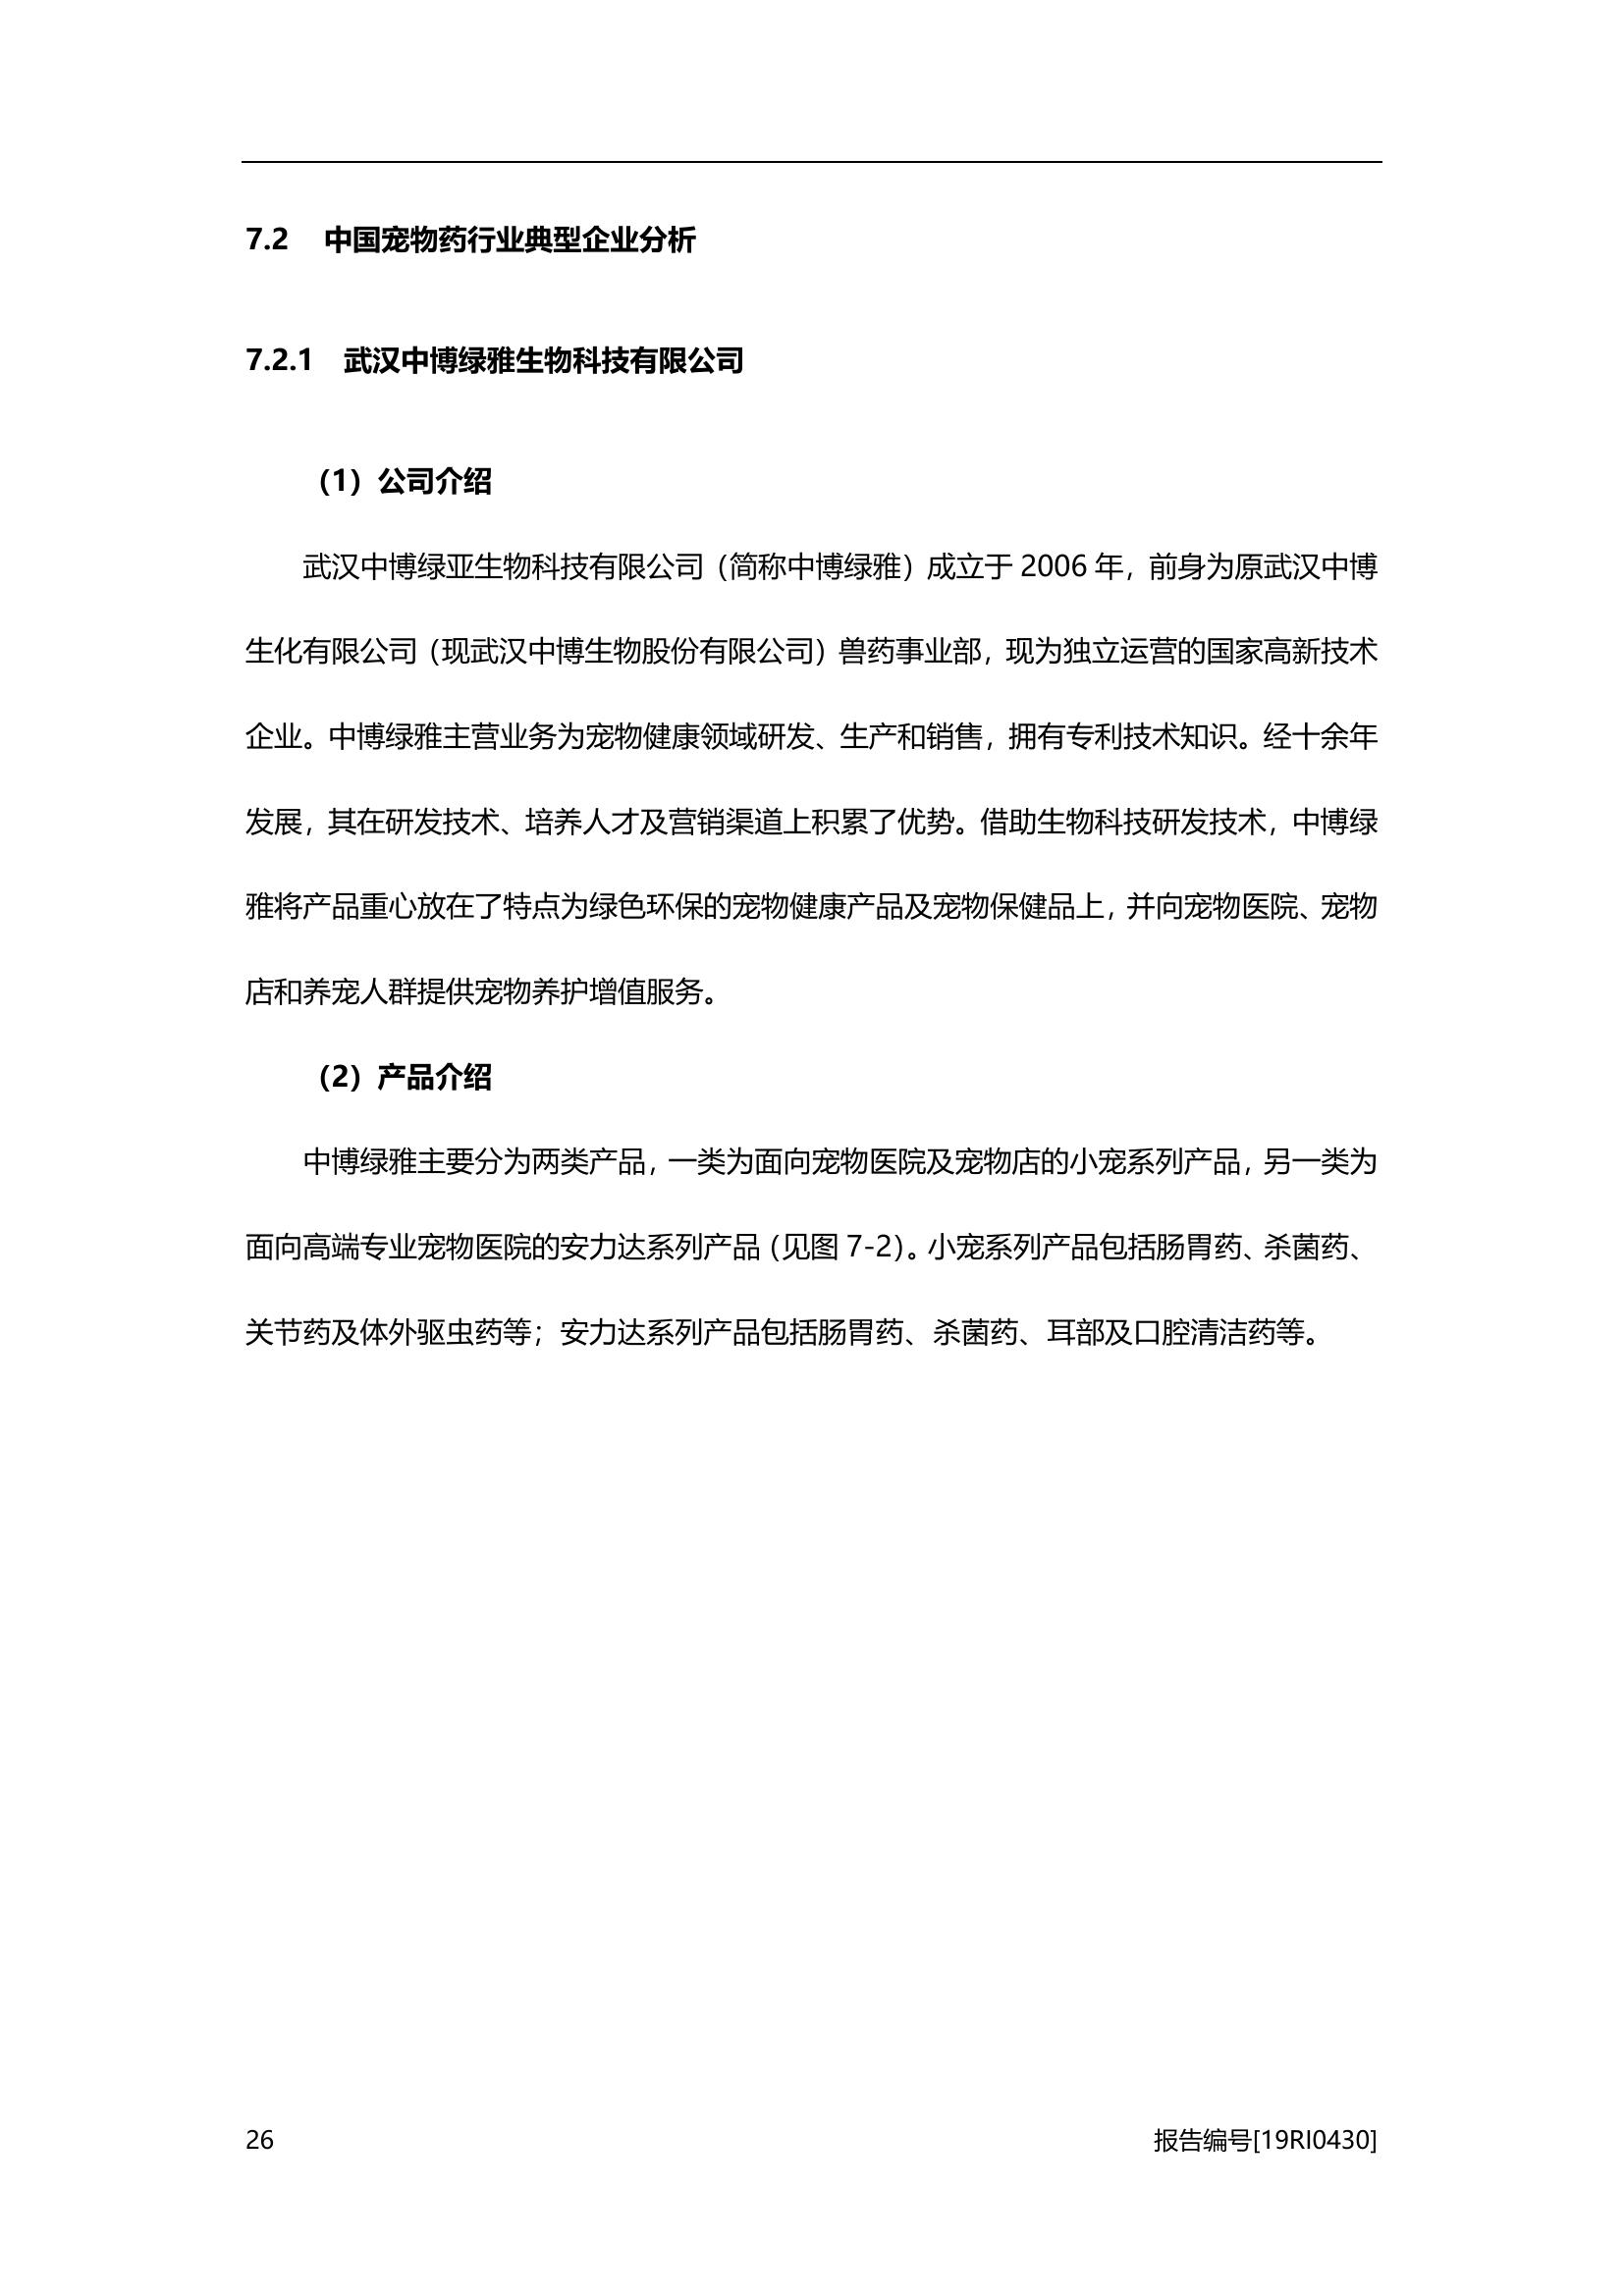 7.2 中国宠物药行业典型企业分析
7.2.1 武汉中博绿雅生物科技有限公司
（1）公司介绍
武汉中博绿亚生物科技有限公司（简称中博绿雅）成立于 2006 年，前身为原武汉中博
生化有限公司（现武汉中博生物股份有限公司）兽药事业部，现为独立运营的国家高新技术
企业。中博绿雅主营业务为宠物健康领域研发、生产和销售，拥有专利技术知识。经十余年
发展，其在研发技术、培养人才及营销渠道上积累了优势。借助生物科技研发技术，中博绿
雅将产品重心放在了特点为绿色环保的宠物健康产品及宠物保健品上，并向宠物医院、宠物
店和养宠人群提供宠物养护增值服务。
（2）产品介绍
中博绿雅主要分为两类产品，一类为面向宠物医院及宠物店的小宠系列产品，另一类为
面向高端专业宠物医院的安力达系列产品（见图 7-2）。小宠系列产品包括肠胃药、杀菌药、
关节药及体外驱虫药等；安力达系列产品包括肠胃药、杀菌药、耳部及口腔清洁药等。
26 报告编号[19RI0430]